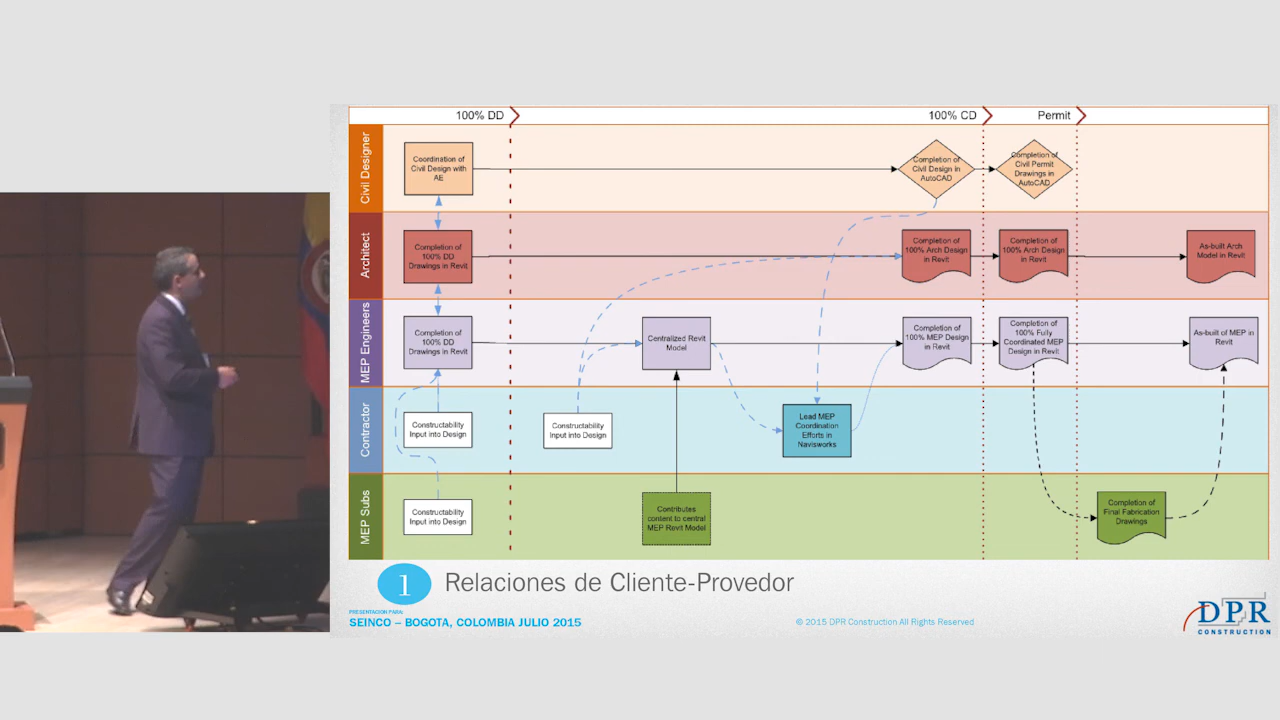 100% DD
100% CD
Permit
Civil Designer
Coordination of
Civil Design with
AE
Completion of
Civil Design in
AutoCAD
Completion of
Civil Permit
Drawings in
AutoCAD
Architect
Completion of
100% DD
Drawings in Revit
Completion of
100% Arch Design
in Revit
Completion of
100% Arch Design
in Revit
As-built Arch
Model in Revit
MEP Engineers
Completion of
100% DD
Drawings in Revit
Centralized Revit
Model
Completion of
100% MEP Design
in Revit
Completion of
100% Fully
Coordinated MEP
Design in Revit
As-built of MEP in
Revit
Contractor
Constructability
Input into Design
Constructability
Input into Design
Lead MEP
Coordination
Efforts in
Navisworks
MEP Subs
Constructability
Input into Design
Contributes
content to central
MEP Revit Model
Completion of
Final Fabrication
Drawings
1
Relaciones de Cliente-Provedor
PRESENTACION PARA:
SEINCO – BOGOTA, COLOMBIA JULIO 2015
© 2015 DPR Construction All Rights Reserved
DPR
CONSTRUCTION